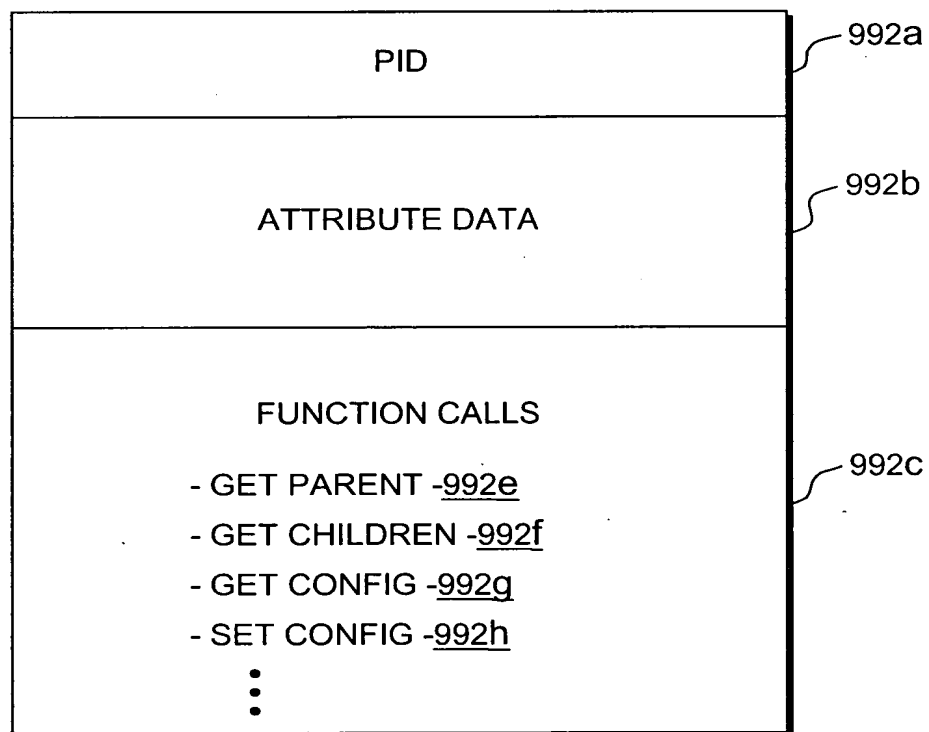 PID
992a
ATTRIBUTE DATA
992b
FUNCTION CALLS
- GET PARENT -992e
- GET CHILDREN -992f
- GET CONFIG -992g
- SET CONFIG -992h
992c